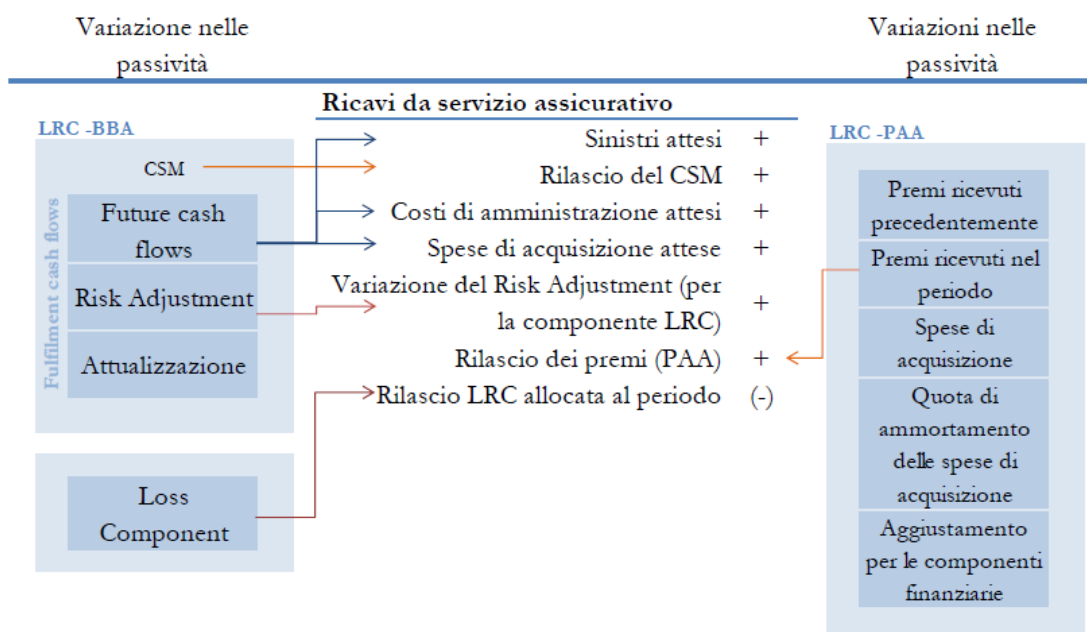 Variazione nelle
passività
Variazioni nelle
passività
Ricavi da servizio assicurativo
LRC -BBA
CSM
Fulfilment cash flows
Future cash
flows
Risk Adjustment
Attualizzazione
Loss
Component
Sinistri attesi +
Rilascio del CSM +
Costi di amministrazione attesi +
Spese di acquisizione attese +
Variazione del Risk Adjustment (per
la componente LRC) +
Rilascio dei premi (PAA) +
Rilascio LRC allocata al periodo (-)
LRC -PAA
Premi ricevuti
precedentemente
Premi ricevuti nel
periodo
Spese di
acquisizione
Quota di
ammortamento
delle spese di
acquisizione
Aggiustamento
per le componenti
finanziarie